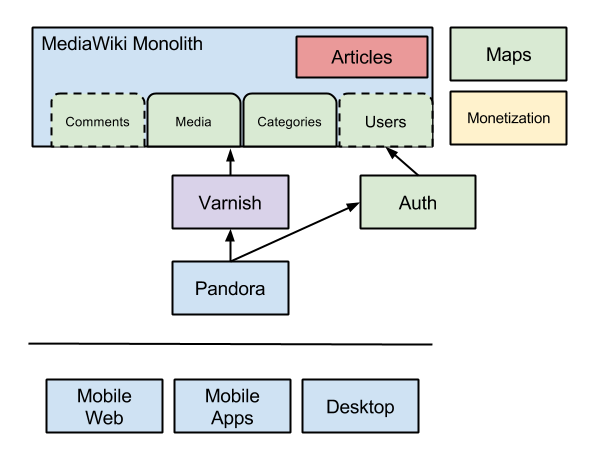 MediaWiki Monolith
Articles
Maps
Comments
Media
Categories
Users
Monetization
Varnish
Auth
Pandora
Mobile
Web
Mobile
Apps
Desktop